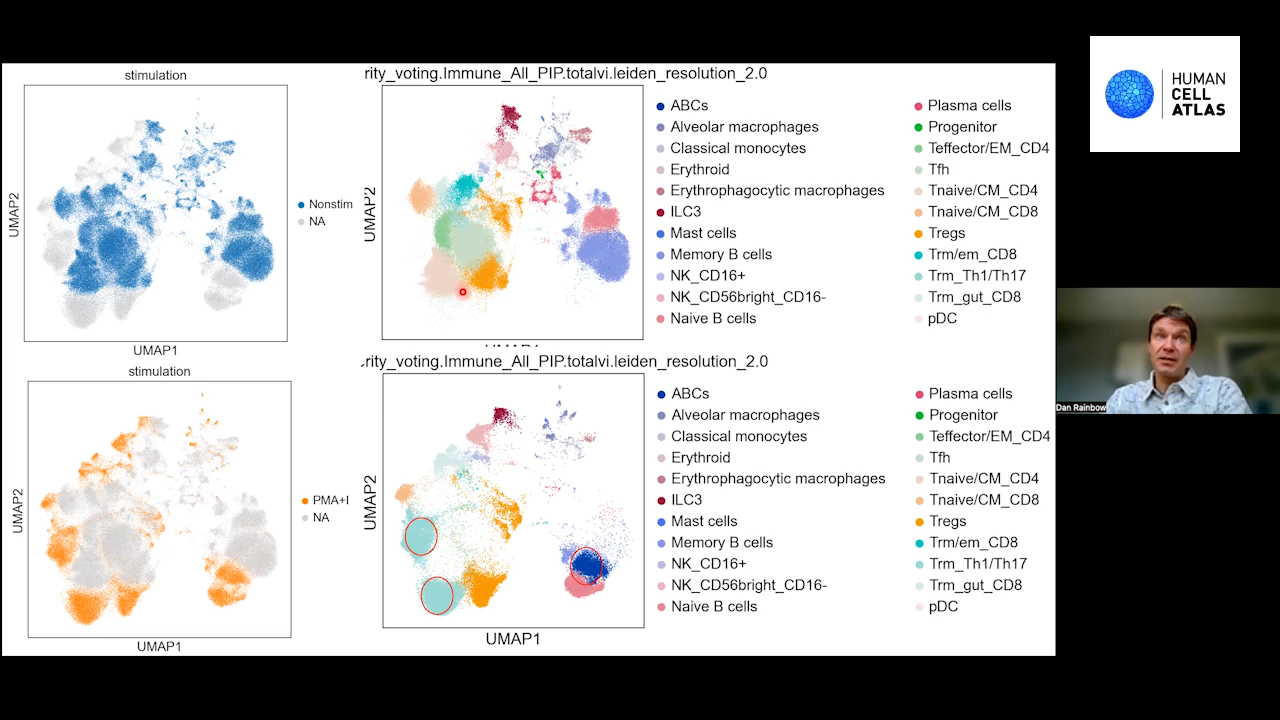 stimulation
UMAP2
UMAP1
Nonstim
NA
rity_voting.Immune_All_PIP.totalvi.leiden_resolution_2.0
UMAP2
ABCs
Alveolar macrophages
Classical monocytes
Erythroid
Erythrophagocytic macrophages
ILC3
Mast cells
Memory B cells
NK_CD16+
NK_CD56bright_CD16-
Naive B cells
Plasma cells
Progenitor
Teffector/EM_CD4
Tfh
Tnaive/CM_CD4
Tnaive/CM_CD8
Tregs
Trm/em_CD8
Trm_Th1/Th17
Trm_gut_CD8
pDC
stimulation
UMAP2
UMAP1
PMA+I
NA
rity_voting.Immune_All_PIP.totalvi.leiden_resolution_2.0
UMAP2
UMAP1
ABCs
Alveolar macrophages
Classical monocytes
Erythroid
Erythrophagocytic macrophages
ILC3
Mast cells
Memory B cells
NK_CD16+
NK_CD56bright_CD16-
Naive B cells
Plasma cells
Progenitor
Teffector/EM_CD4
Tfh
Tnaive/CM_CD4
Tnaive/CM_CD8
Tregs
Trm/em_CD8
Trm_Th1/Th17
Trm_gut_CD8
pDC
HUMAN
CELL
ATLAS
Dan Rainbow